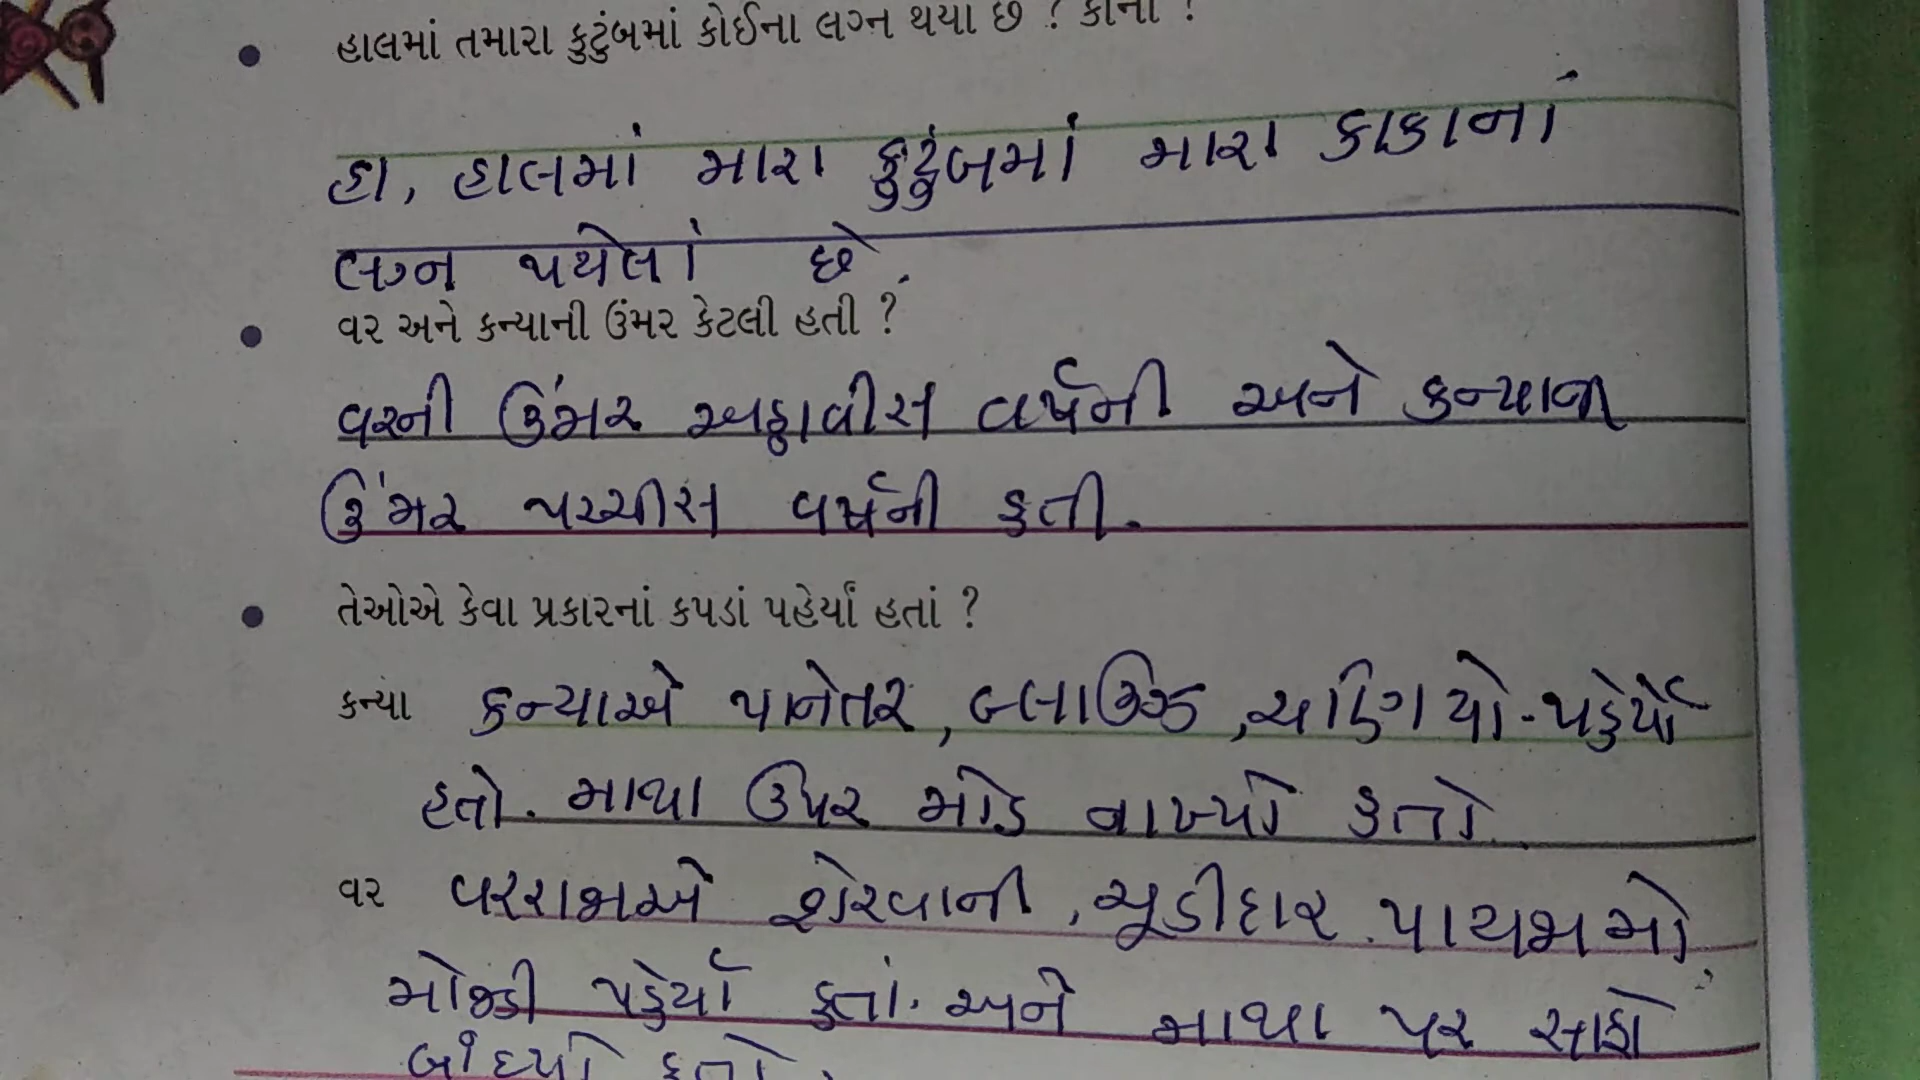 હાલમાં તમારા કુટુંબમાં કોઈના લગ્ન થયા છે ? કોના ?
હા, હાલમાં મારા કુટુંબમાં મારા કાકાનાં
લગ્ન થયેલાં છે.
વર અને કન્યાની ઉંમર કેટલી હતી ?
વરની ઉંમર અઠ્ઠાવીસ વર્ષની અને કન્યાની
ઉંમર પચ્ચીસ વર્ષની હતી.
તેઓએ કેવા પ્રકારનાં કપડાં પહેર્યાં હતાં ?
કન્યા કન્યાએ પાનેતર, બ્લાઉઝ, ચણિયો-પહેર્યો
હતો. માથા ઉપર મોડ નાખ્યો હતો.
વર વરરાજાએ શેરવાની, ચૂડીદાર પાયજામો,
મોજડી પહેર્યા હતાં. અને માથા પર સાફો
બાંધ્યો હતો.